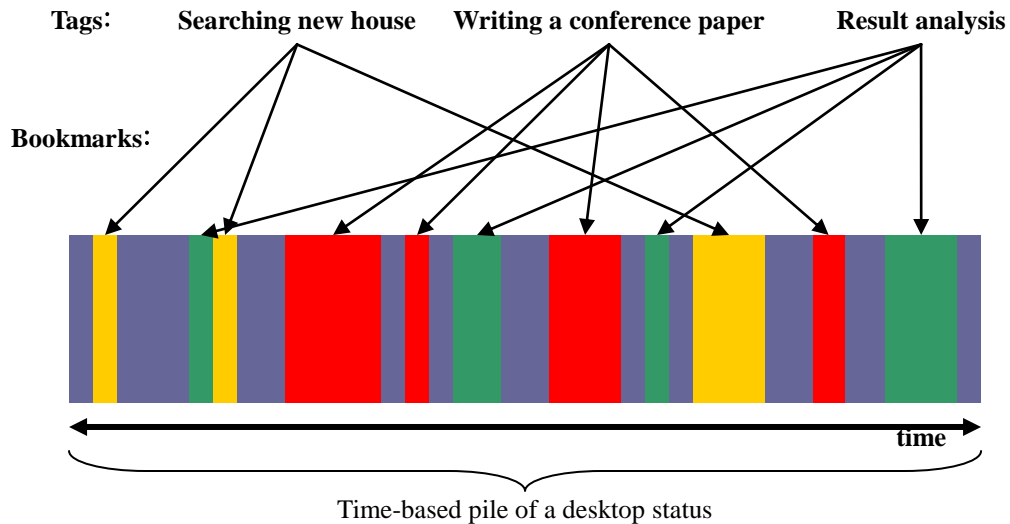 Tags: Searching new house Writing a conference paper Result analysis
Bookmarks:
time
Time-based pile of a desktop status